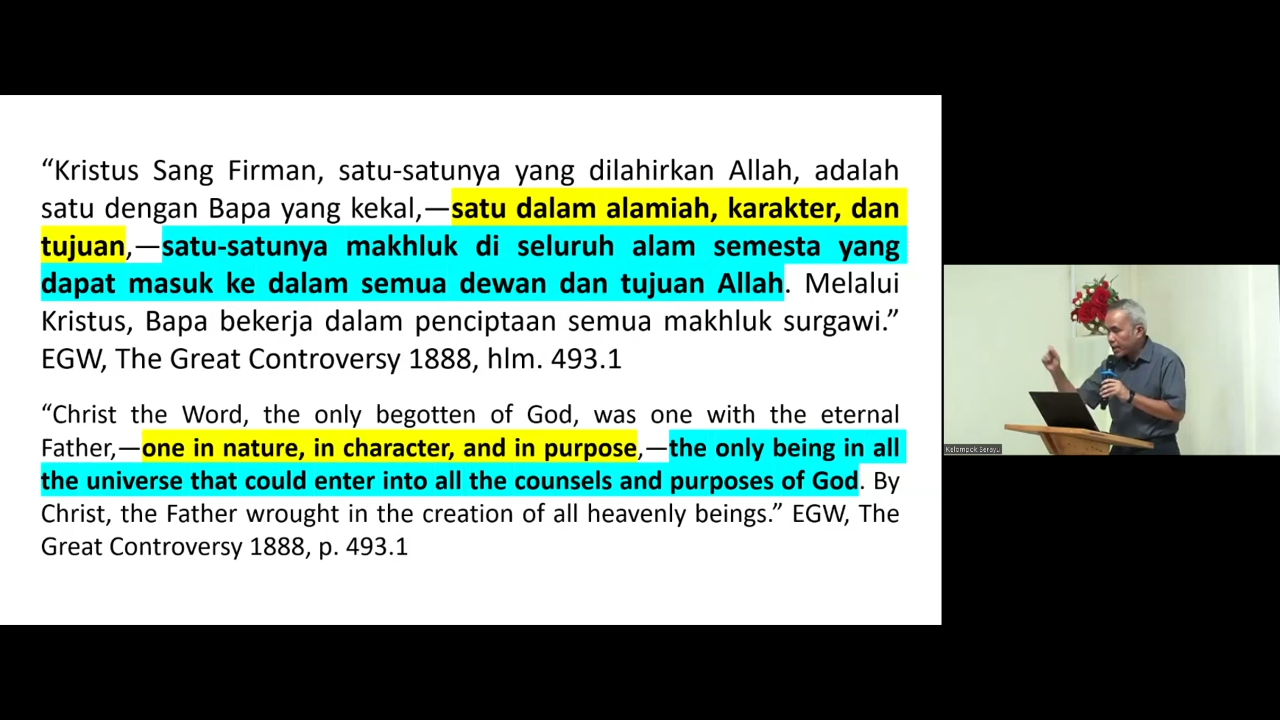 “Kristus Sang Firman, satu-satunya yang dilahirkan Allah, adalah
satu dengan Bapa yang kekal,—satu dalam alamiah, karakter, dan
tujuan,—satu-satunya makhluk di seluruh alam semesta yang
dapat masuk ke dalam semua dewan dan tujuan Allah. Melalui
Kristus, Bapa bekerja dalam penciptaan semua makhluk surgawi.”
EGW, The Great Controversy 1888, hlm. 493.1
“Christ the Word, the only begotten of God, was one with the eternal
Father,—one in nature, in character, and in purpose,—the only being in all
the universe that could enter into all the counsels and purposes of God. By
Christ, the Father wrought in the creation of all heavenly beings.” EGW, The
Great Controversy 1888, p. 493.1
Kelompok Serayu